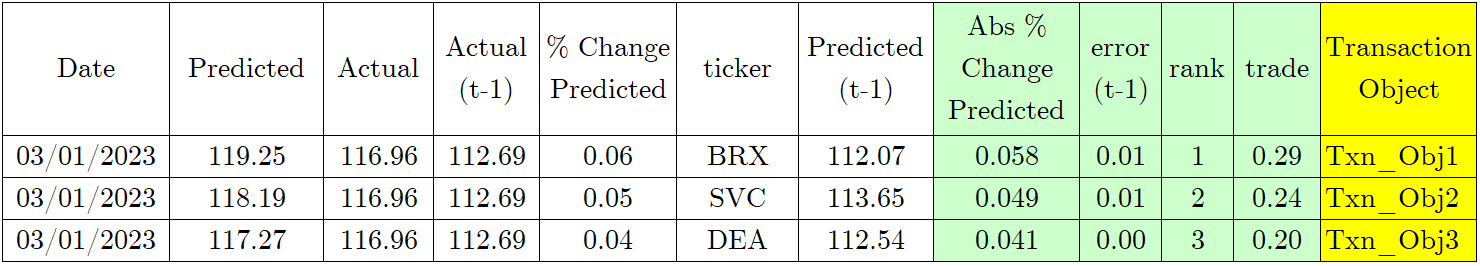 Date Predicted Actual Actual (t-1) % Change Predicted ticker Predicted (t-1) Abs % Change Predicted error (t-1) rank trade Transaction Object
03/01/2023 119.25 116.96 112.69 0.06 BRX 112.07 0.058 0.01 1 0.29 Txn_Obj1
03/01/2023 118.19 116.96 112.69 0.05 SVC 113.65 0.049 0.01 2 0.24 Txn_Obj2
03/01/2023 117.27 116.96 112.69 0.04 DEA 112.54 0.041 0.00 3 0.20 Txn_Obj3